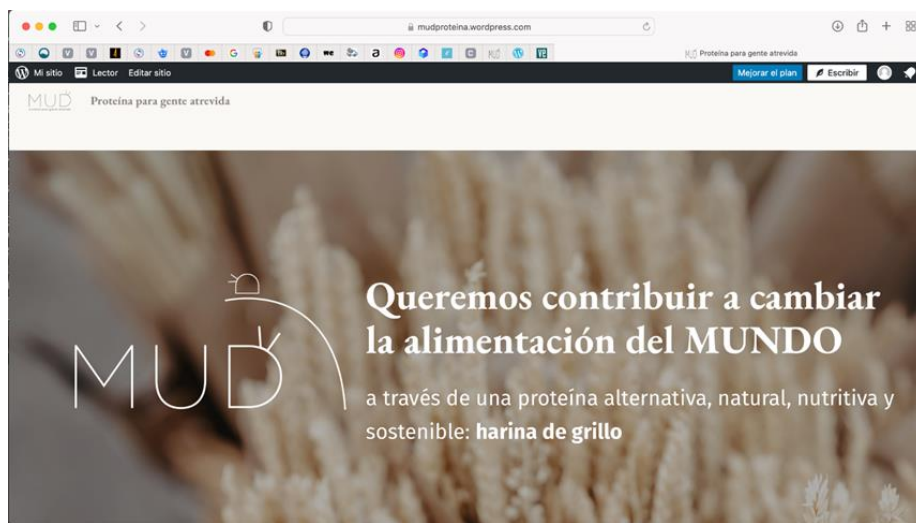 mudproteina.wordpress.com
Proteína para gente atrevida
Mi sitio Lector Editar sitio Mejorar el plan Escribir
MUD Proteína para gente atrevida
MUD
Queremos contribuir a cambiar
la alimentación del MUNDO
a través de una proteína alternativa, natural, nutritiva y
sostenible: harina de grillo